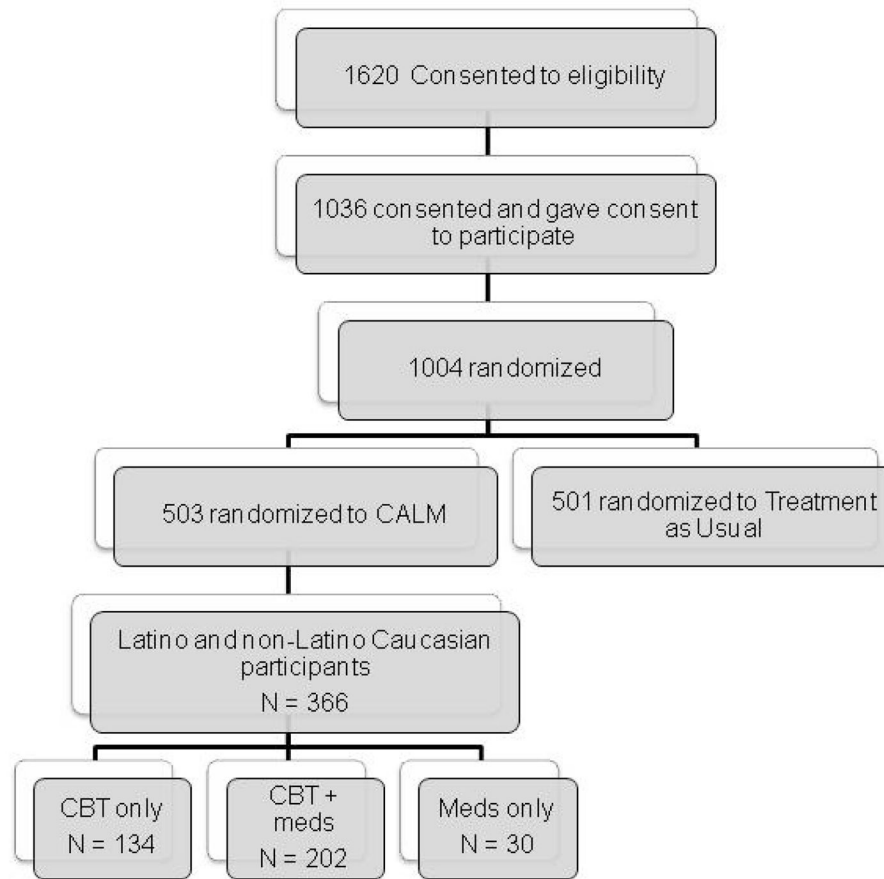 1620 Consented to eligibility
1036 consented and gave consent
to participate
1004 randomized
503 randomized to CALM
501 randomized to Treatment
as Usual
Latino and non-Latino Caucasian
participants
N = 366
CBT only
N = 134
CBT +
meds
N = 202
Meds only
N = 30